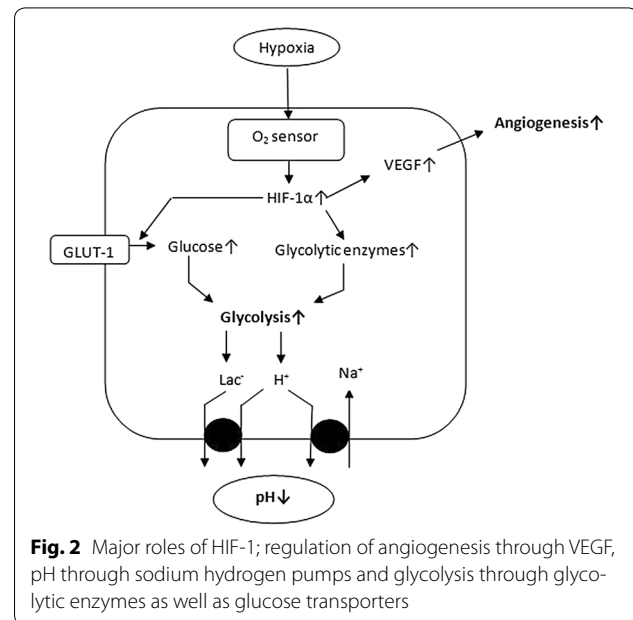 Hypoxia
O₂ sensor
Angiogenesis↑
VEGF↑
HIF-1α↑
GLUT-1
Glucose↑
Glycolytic enzymes↑
Glycolysis↑
Lac⁻
H⁺
Na⁺
pH↓
Fig. 2 Major roles of HIF-1; regulation of angiogenesis through VEGF,
pH through sodium hydrogen pumps and glycolysis through glyco-
lytic enzymes as well as glucose transporters